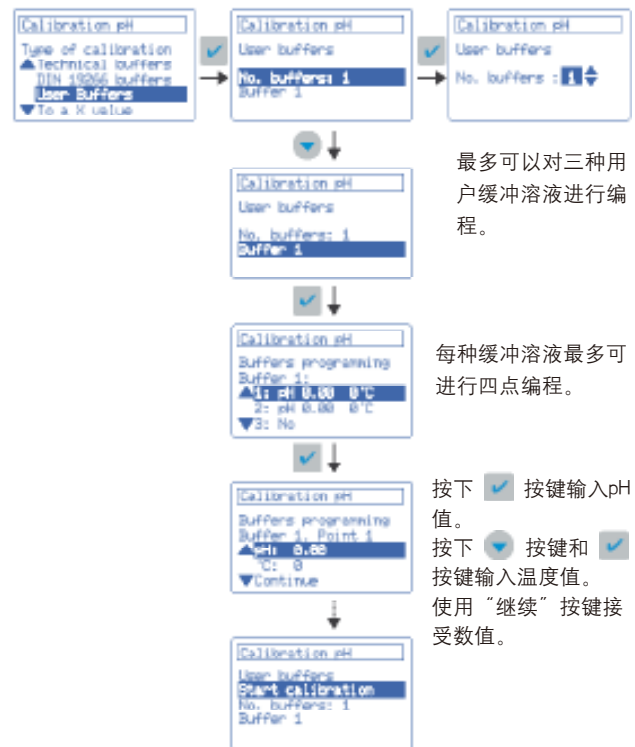 Calibration pH
Type of calibration
Technical buffers
DIN 19266 buffers
User Buffers
To a X value
Calibration pH
User buffers
No. buffers: 1
Buffer 1
Calibration pH
User buffers
No. buffers : 1
最多可以对三种用
户缓冲溶液进行编
程。
Calibration pH
User buffers
No. buffers: 1
Buffer 1
每种缓冲溶液最多可
进行四点编程。
Calibration pH
Buffers programming
Buffer 1:
1: pH 0.00 0°C
2: pH 0.00 0°C
3: No
按下 按键输入pH
值。
按下 按键和
按键输入温度值。
使用“继续”按键接
受数值。
Calibration pH
Buffers programming
Buffer 1, Point 1
pH: 0.00
°C: 0
Continue
Calibration pH
User buffers
Start calibration
No. buffers: 1
Buffer 1